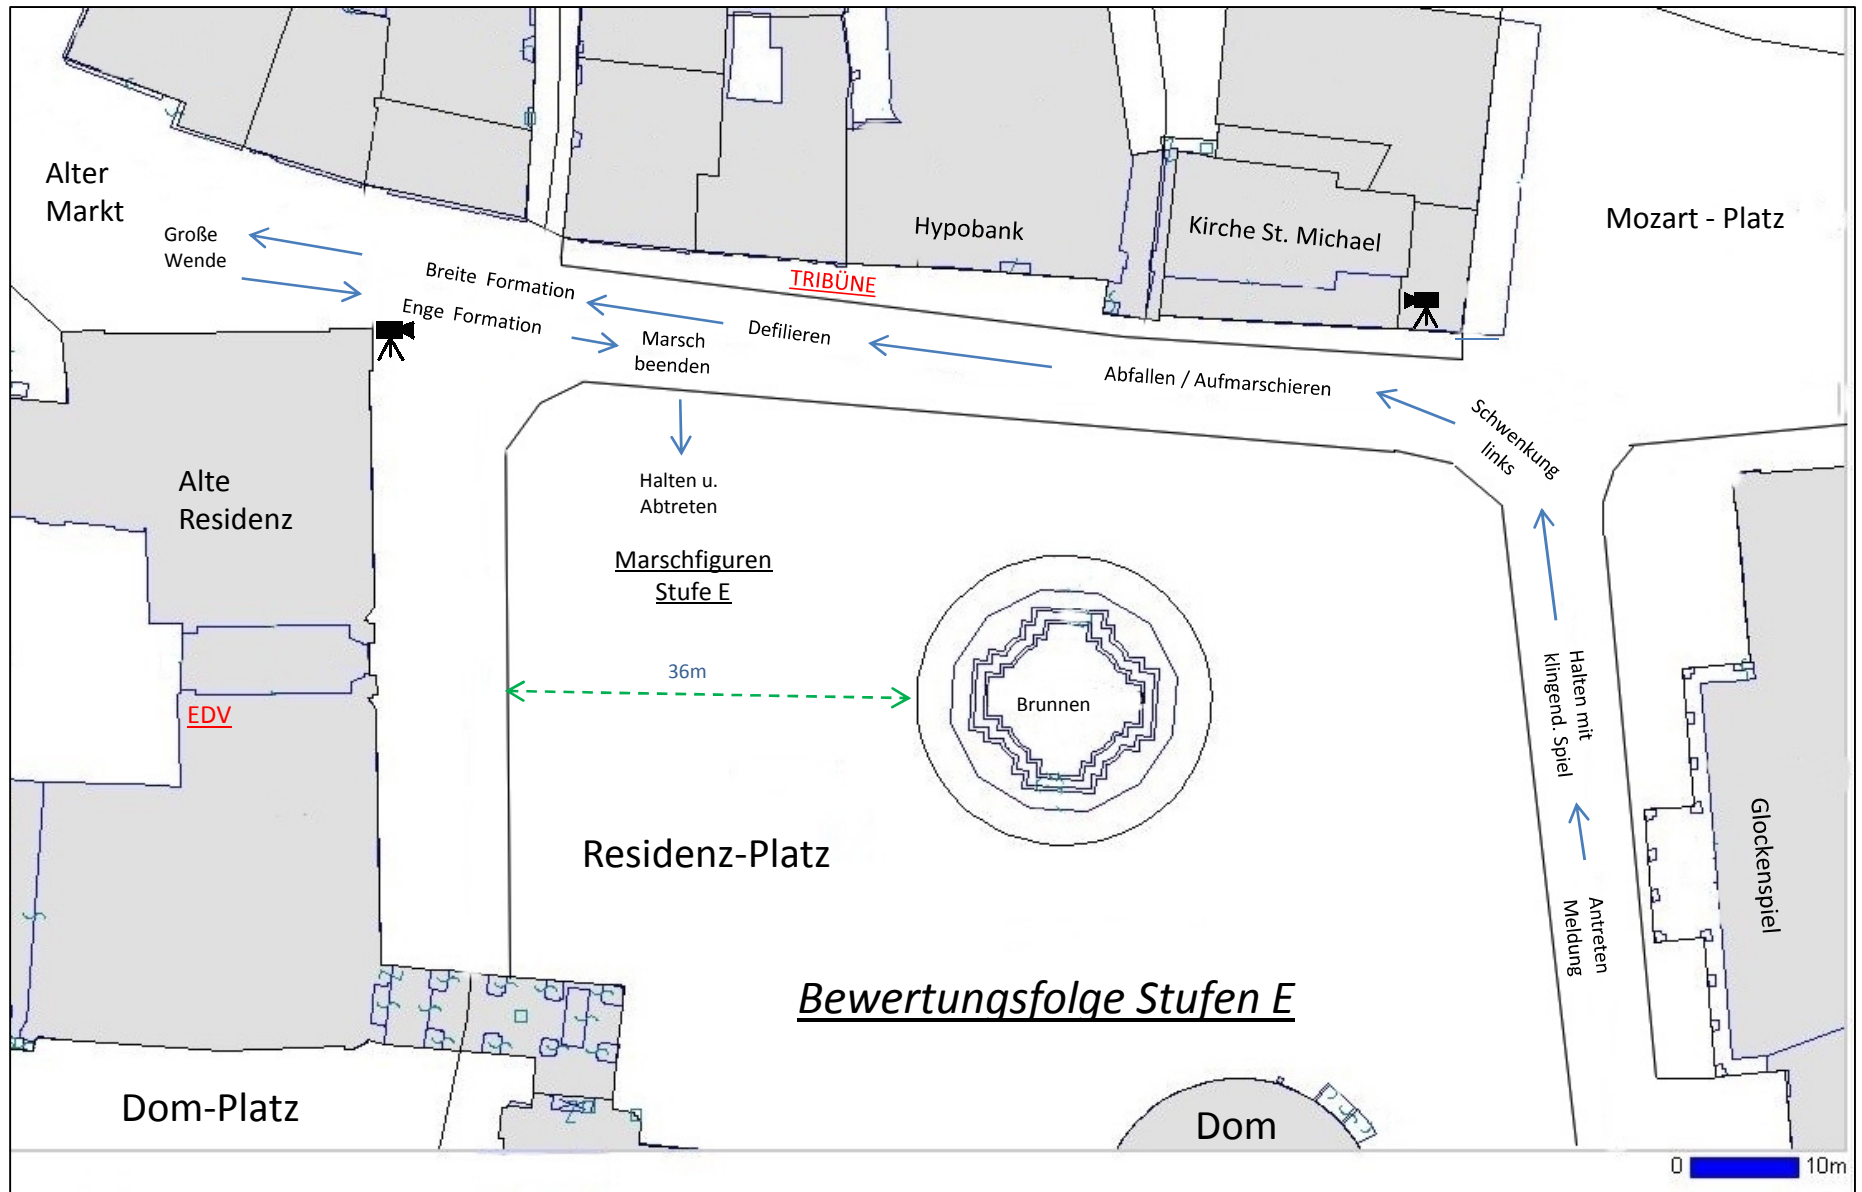 Alter
Markt
Große
Wende
Breite Formation
Enge Formation
Hypobank
Kirche St. Michael
Mozart - Platz
TRIBÜNE
Marsch
beenden
Defilieren
Abfallen / Aufmarschieren
Schwenkung
links
Alte
Residenz
Halten u.
Abtreten
Marschfiguren
Stufe E
36m
Brunnen
EDV
Halten mit
klingend. Spiel
Glockenspiel
Residenz-Platz
Antreten
Meldung
Bewertungsfolge Stufen E
Dom-Platz
Dom
0 10m